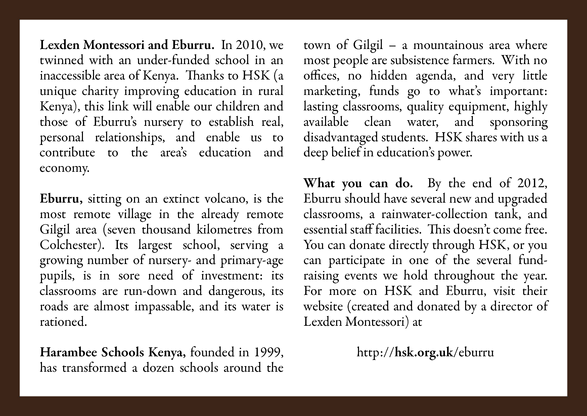 Lexden Montessori and Eburru. In 2010, we
twinned with an under-funded school in an
inaccessible area of Kenya. Thanks to HSK (a
unique charity improving education in rural
Kenya), this link will enable our children and
those of Eburru's nursery to establish real,
personal relationships, and enable us to
contribute to the area's education and
economy.
Eburru, sitting on an extinct volcano, is the
most remote village in the already remote
Gilgil area (seven thousand kilometres from
Colchester). Its largest school, serving a
growing number of nursery- and primary-age
pupils, is in sore need of investment: its
classrooms are run-down and dangerous, its
roads are almost impassable, and its water is
rationed.
Harambee Schools Kenya, founded in 1999,
has transformed a dozen schools around the
town of Gilgil – a mountainous area where
most people are subsistence farmers. With no
offices, no hidden agenda, and very little
marketing, funds go to what's important:
lasting classrooms, quality equipment, highly
available clean water, and sponsoring
disadvantaged students. HSK shares with us a
deep belief in education's power.
What you can do. By the end of 2012,
Eburru should have several new and upgraded
classrooms, a rainwater-collection tank, and
essential staff facilities. This doesn't come free.
You can donate directly through HSK, or you
can participate in one of the several fund-
raising events we hold throughout the year.
For more on HSK and Eburru, visit their
website (created and donated by a director of
Lexden Montessori) at
http://hsk.org.uk/eburru